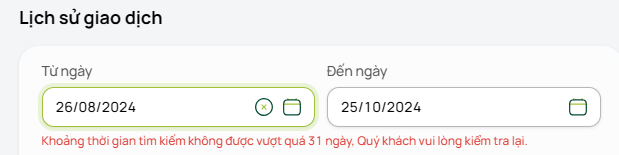 Lịch sử giao dịch
Từ ngày
Đến ngày
26/08/2024
25/10/2024
Khoảng thời gian tìm kiếm không được vượt quá 31 ngày, Quý khách vui lòng kiểm tra lại.